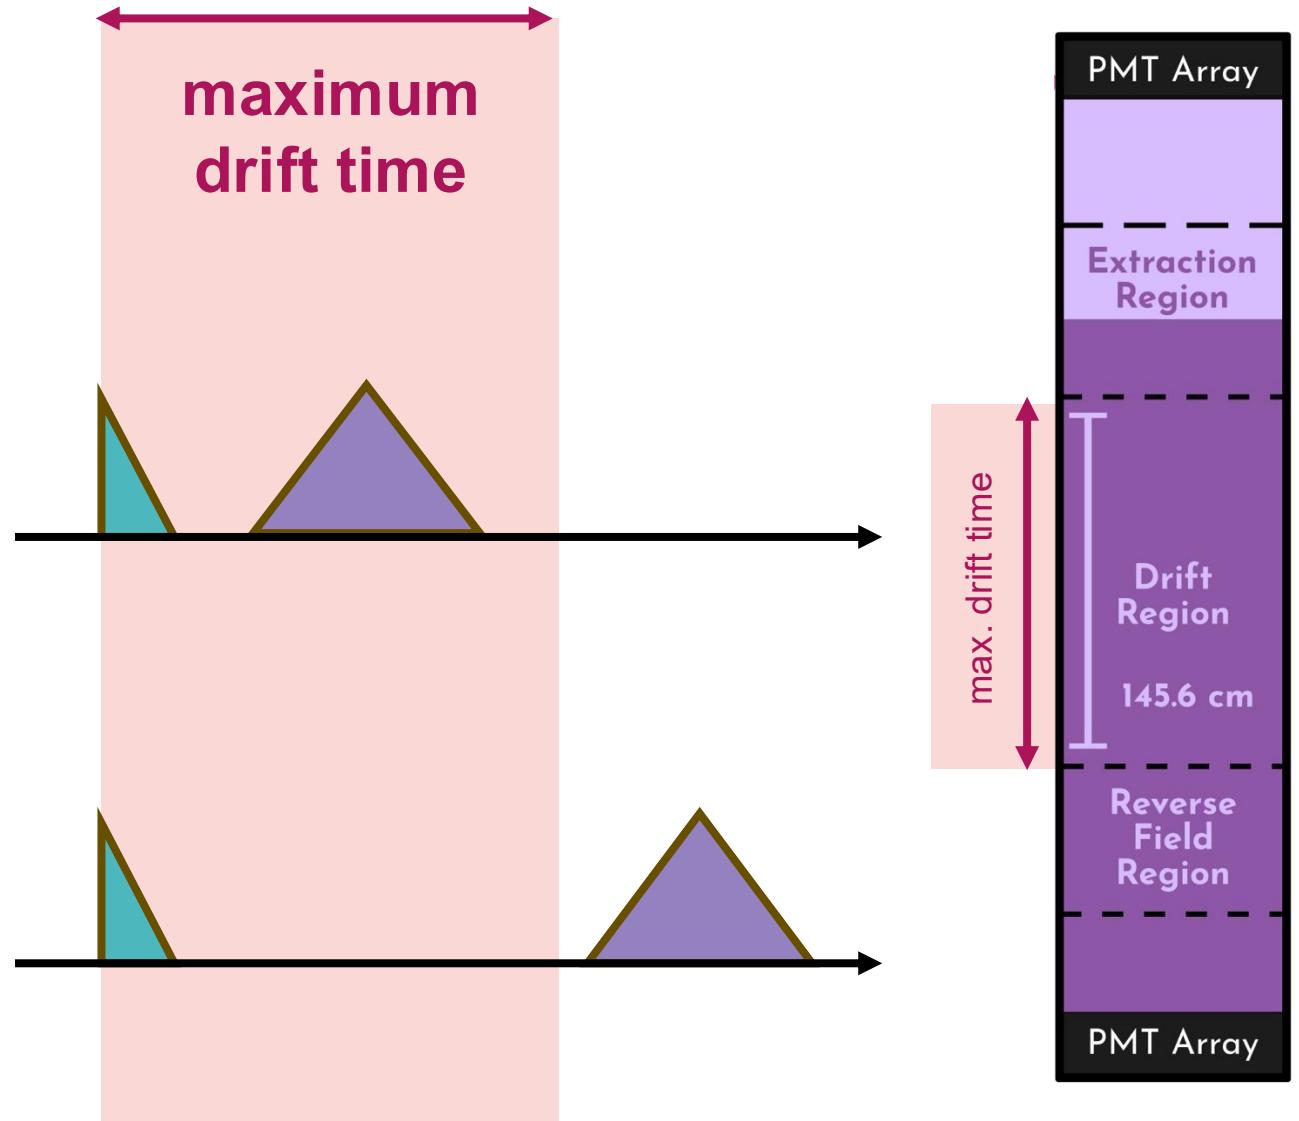 maximum
drift time
PMT Array
Extraction
Region
max. drift time
Drift
Region
145.6 cm
Reverse
Field
Region
PMT Array